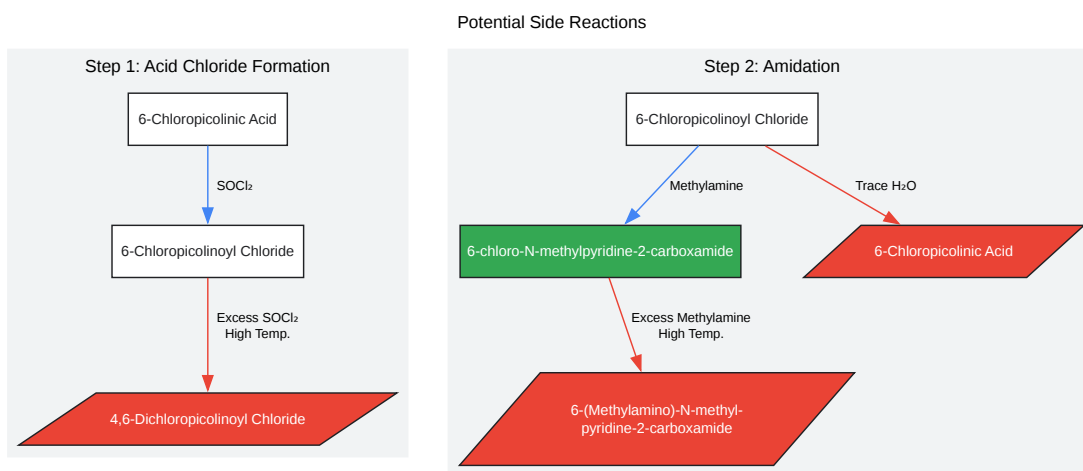 Potential Side Reactions
Step 1: Acid Chloride Formation
6-Chloropicolinic Acid
SOCl₂
6-Chloropicolinoyl Chloride
Excess SOCl₂
High Temp.
4,6-Dichloropicolinoyl Chloride
Step 2: Amidation
6-Chloropicolinoyl Chloride
Methylamine
Trace H₂O
6-chloro-N-methylpyridine-2-carboxamide
6-Chloropicolinic Acid
Excess Methylamine
High Temp.
6-(Methylamino)-N-methyl-
pyridine-2-carboxamide